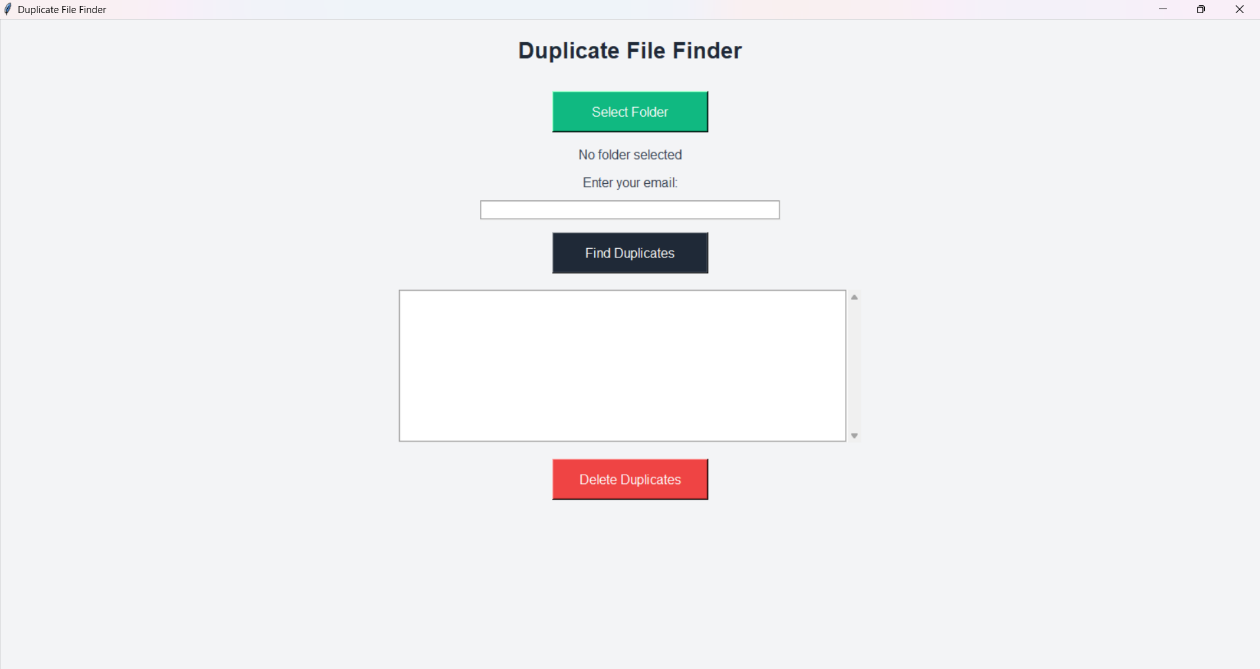 Duplicate File Finder
Duplicate File Finder
Select Folder
No folder selected
Enter your email:
Find Duplicates
Delete Duplicates